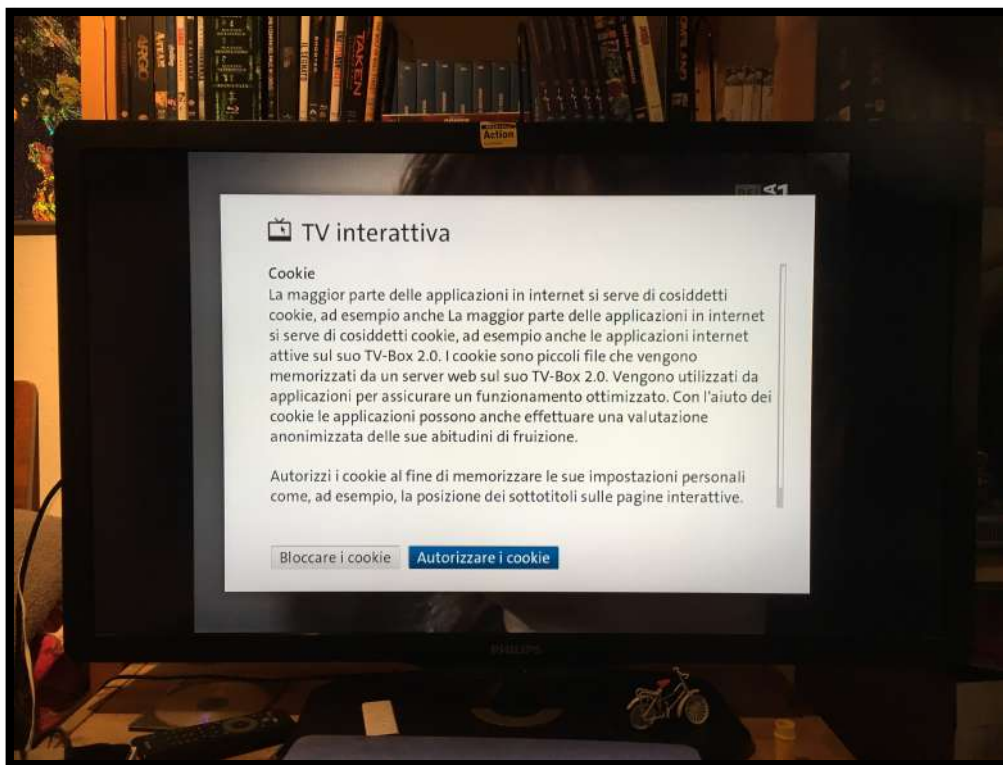 ARGO
TAKEN
Action
TV interattiva
Cookie
La maggior parte delle applicazioni in internet si serve di cosiddetti
cookie, ad esempio anche La maggior parte delle applicazioni in internet
si serve di cosiddetti cookie, ad esempio anche le applicazioni internet
attive sul suo TV-Box 2.0. I cookie sono piccoli file che vengono
memorizzati da un server web sul suo TV-Box 2.0. Vengono utilizzati da
applicazioni per assicurare un funzionamento ottimizzato. Con l'aiuto dei
cookie le applicazioni possono anche effettuare una valutazione
anonimizzata delle sue abitudini di fruizione.
Autorizzi i cookie al fine di memorizzare le sue impostazioni personali
come, ad esempio, la posizione dei sottotitoli sulle pagine interattive.
Bloccare i cookie
Autorizzare i cookie
PHILIPS